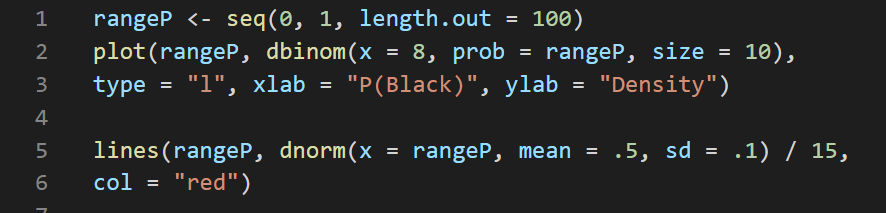 1 rangeP <- seq(0, 1, length.out = 100)
2 plot(rangeP, dbinom(x = 8, prob = rangeP, size = 10),
3 type = "l", xlab = "P(Black)", ylab = "Density")
4
5 lines(rangeP, dnorm(x = rangeP, mean = .5, sd = .1) / 15,
6 col = "red")
7